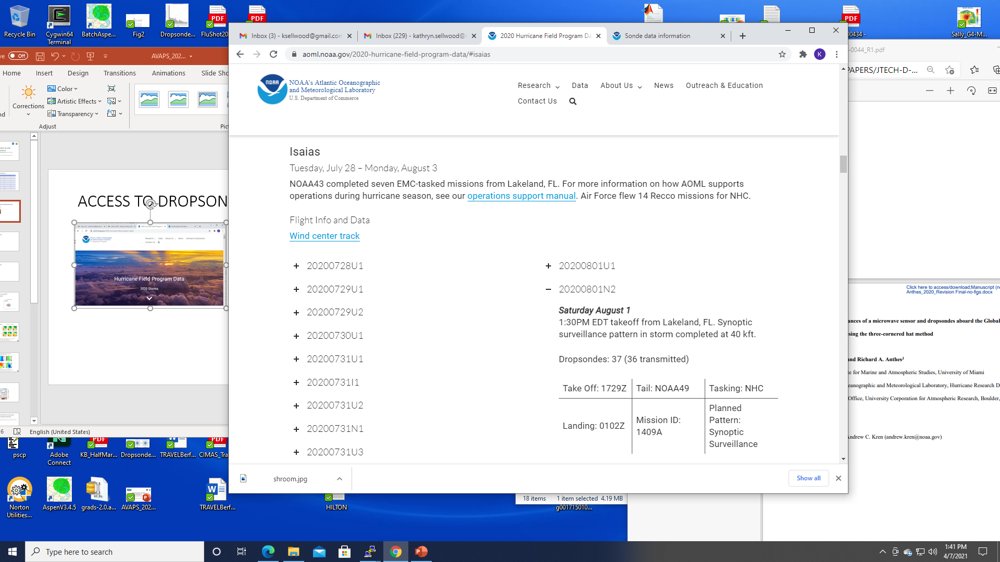 Recycle Bin
Cygwin64
Terminal
BatchAspe...
Fig2
Dropsonde...
FluShot20
PDF
PDF
PDF
00434 -
Sally_G4-M...
Off
AVAPS_202...
Home
Insert
Design
Transitions
Animations
Slide Sho
Corrections
Color
Artistic Effects
Transparency
Adjust
ACCESS TO DROPSON
Hurricane Field Program Data
2020 Storms
6
English (United States)
Inbox (3) - ksellwood@gmail.com
Inbox (229) - kathryn.sellwood@
2020 Hurricane Field Program Da
Sonde data information
aoml.noaa.gov/2020-hurricane-field-program-data/#isaias
K
NOAA
NOAA's Atlantic Oceanographic
and Meteorological Laboratory
U.S. Department of Commerce
Research
Data
About Us
News
Outreach & Education
Contact Us
Isaias
Tuesday, July 28 – Monday, August 3
NOAA43 completed seven EMC-tasked missions from Lakeland, FL. For more information on how AOML supports
operations during hurricane season, see our operations support manual. Air Force flew 14 Recco missions for NHC.
Flight Info and Data
Wind center track
+ 20200728U1
+ 20200729U1
+ 20200729U2
+ 20200730U1
+ 20200731U1
+ 20200731I1
+ 20200731U2
+ 20200731N1
+ 20200731U3
+ 20200801U1
– 20200801N2
Saturday August 1
1:30PM EDT takeoff from Lakeland, FL. Synoptic
surveillance pattern in storm completed at 40 kft.
Dropsondes: 37 (36 transmitted)
Take Off: 1729Z
Tail: NOAA49
Tasking: NHC
Landing: 0102Z
Mission ID:
1409A
Planned
Pattern:
Synoptic
Surveillance
shroom.jpg
Show all
-0044_R1.pdf
PAPERS/JTECH-D-...
Click here to access/download;Manuscript (n
Anthes_2020_Revision Final-no-figs.docx
ances of a microwave sensor and dropsondes aboard the Global
sing the three-cornered hat method
and Richard A. Anthes³
te for Marine and Atmospheric Studies, University of Miami
eanographic and Meteorological Laboratory, Hurricane Research D
Office, University Corporation for Atmospheric Research, Boulder,
Andrew C. Kren (andrew.kren@noaa.gov)
pscp
Adobe
Connect
KB_HalfMar...
Dropsonde...
TRAVELBerf...
CIMAS_Tra
Norton
Utilities...
AspenV3.4.5
grads-2.0.a...
AVAPS_202...
TRAVELBerf...
HILTON
18 items
1 item selected 4.19 MB
g001715010...
Type here to search
1:41 PM
4/7/2021